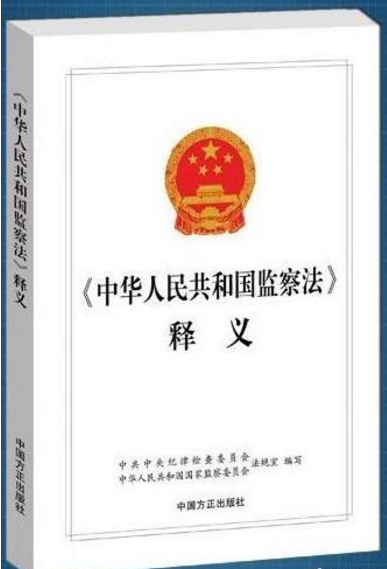 《中华人民共和国监察法》释义
中国方正出版社
《中华人民共和国监察法》
释义
中共中央纪律检查委员会
中华人民共和国国家监察委员会
法规室 编写
中国方正出版社